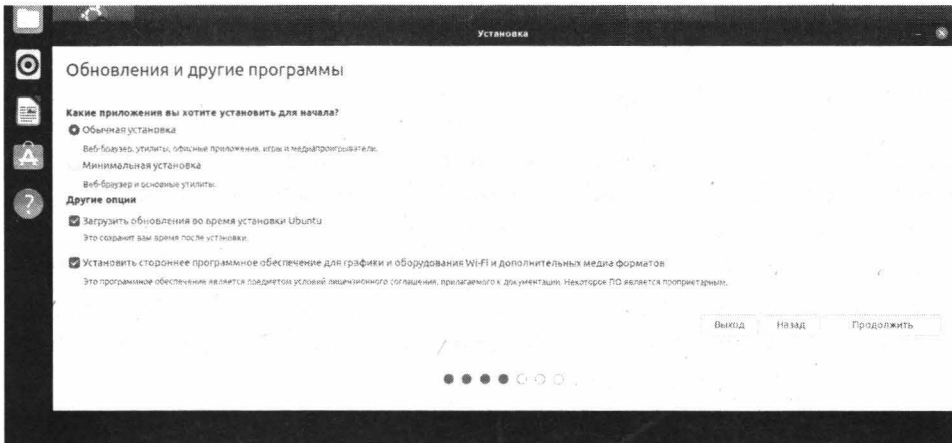 Установка
Обновления и другие программы
Какие приложения вы хотите установить для начала?
Обычная установка
Веб-браузер, утилиты, офисные приложения, игры и медиапроигрыватели.
Минимальная установка
Веб-браузер и основные утилиты.
Другие опции
Загрузить обновления во время установки Ubuntu
Это сохранит вам время после установки.
Установить стороннее программное обеспечение для графики и оборудования Wi-Fi и дополнительных медиа форматов
Это программное обеспечение является предметом условий лицензионного соглашения, прилагаемого к документации. Некоторое ПО является проприетарным.
Выход Назад Продолжить